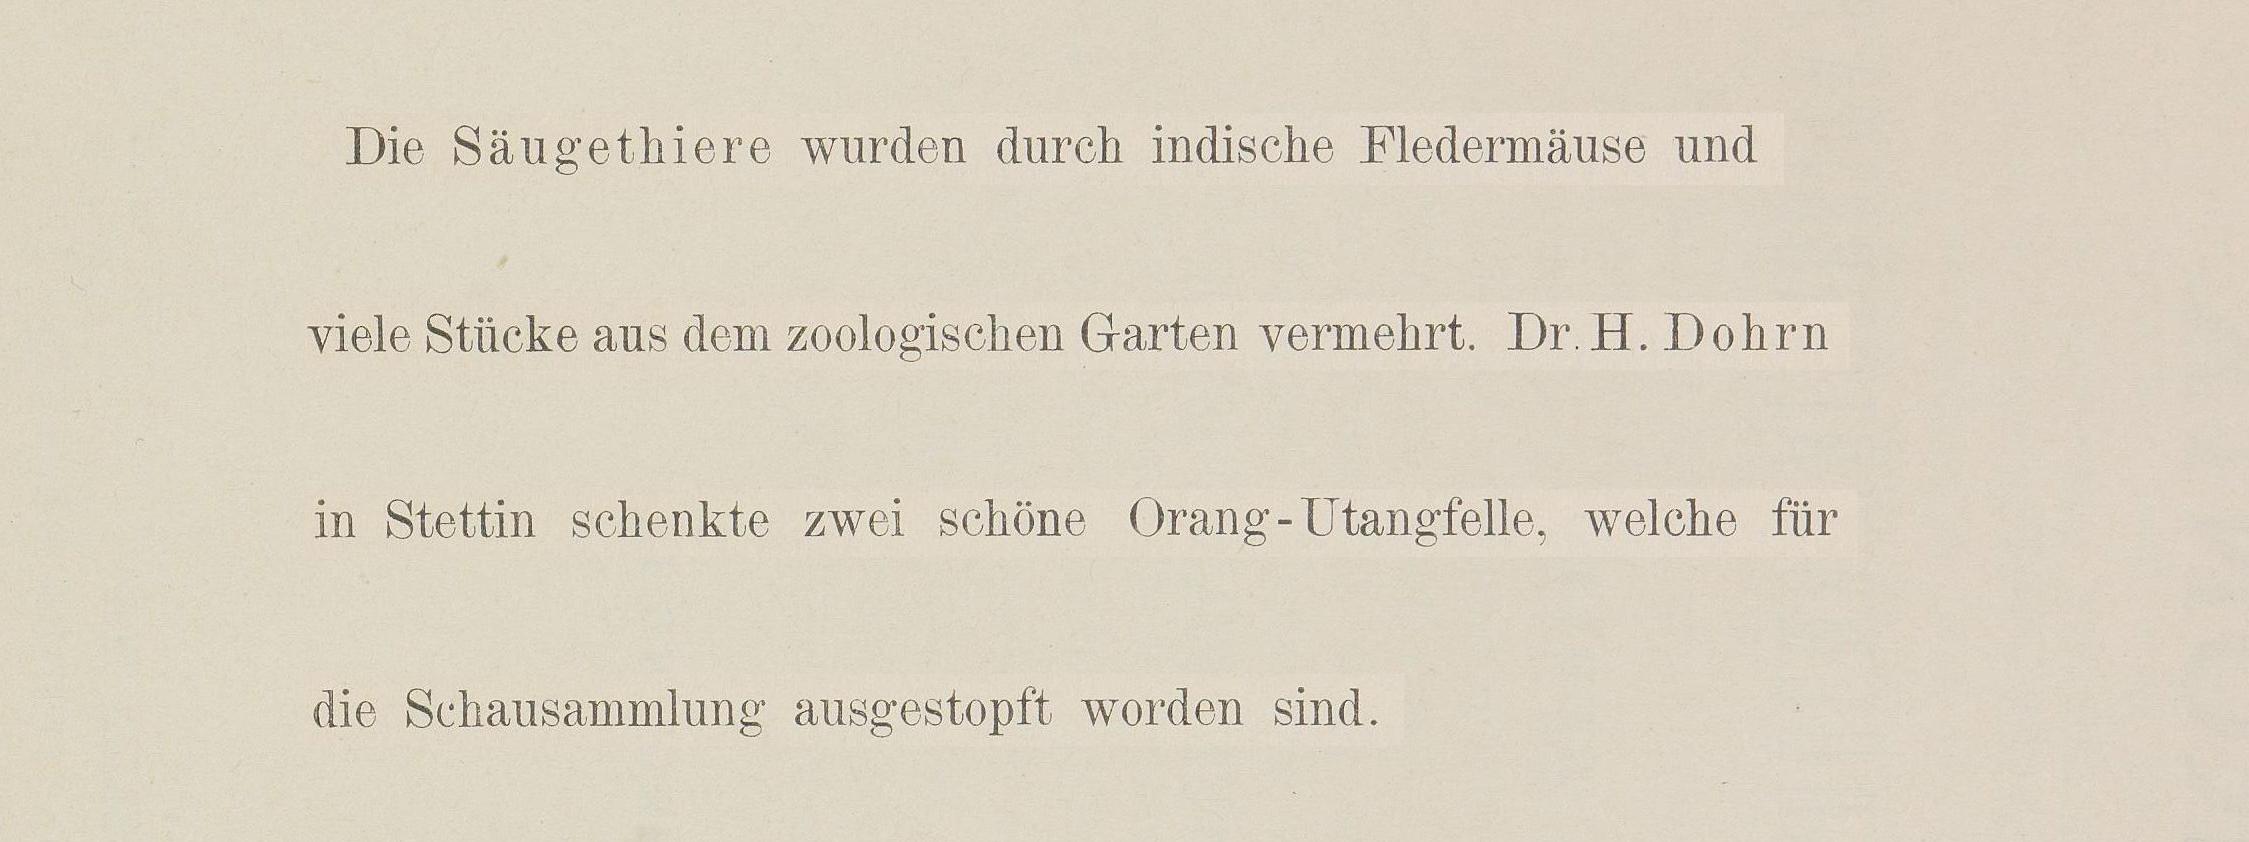 Die Säugethiere wurden durch indische Fledermäuse und
viele Stücke aus dem zoologischen Garten vermehrt. Dr. H. Dohrn
in Stettin schenkte zwei schöne Orang-Utangfelle, welche für
die Schausammlung ausgestopft worden sind.